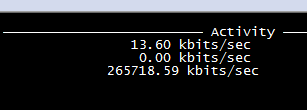 Activity
13.60 kbits/sec
0.00 kbits/sec
265718.59 kbits/sec